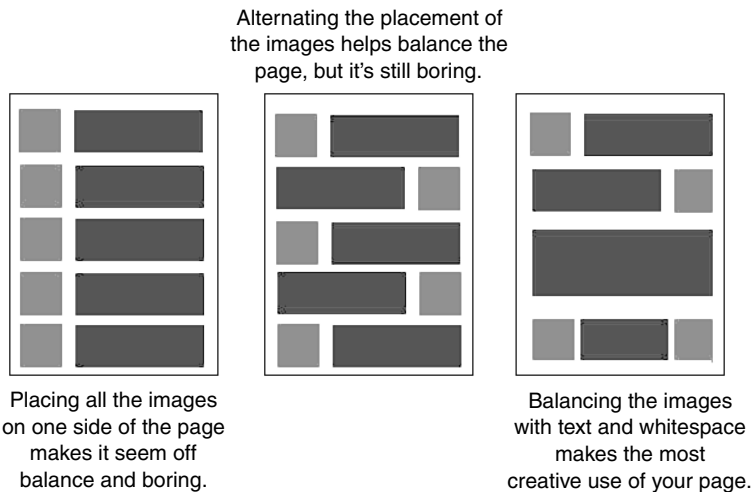 Alternating the placement of
the images helps balance the
page, but it's still boring.
Placing all the images
on one side of the page
makes it seem off
balance and boring.
Balancing the images
with text and whitespace
makes the most
creative use of your page.